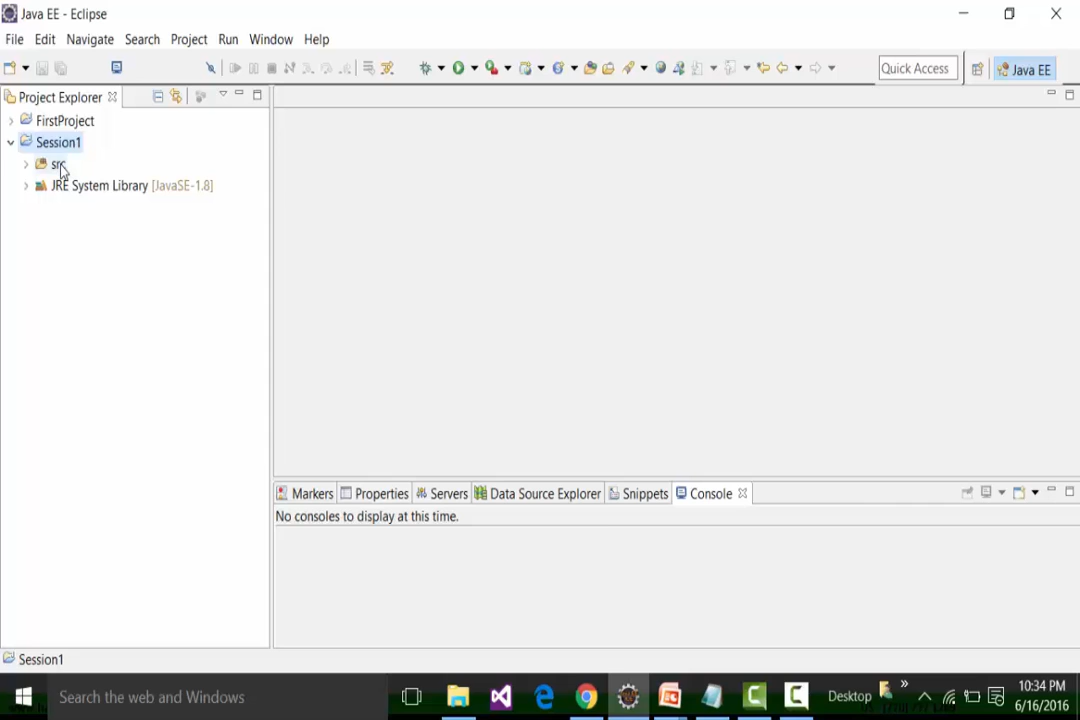 Java EE - Eclipse
File Edit Navigate Search Project Run Window Help
Quick Access
Java EE
Project Explorer
FirstProject
Session1
src
JRE System Library [JavaSE-1.8]
Markers Properties Servers Data Source Explorer Snippets Console
No consoles to display at this time.
Session1
Search the web and Windows
Desktop
10:34 PM
6/16/2016